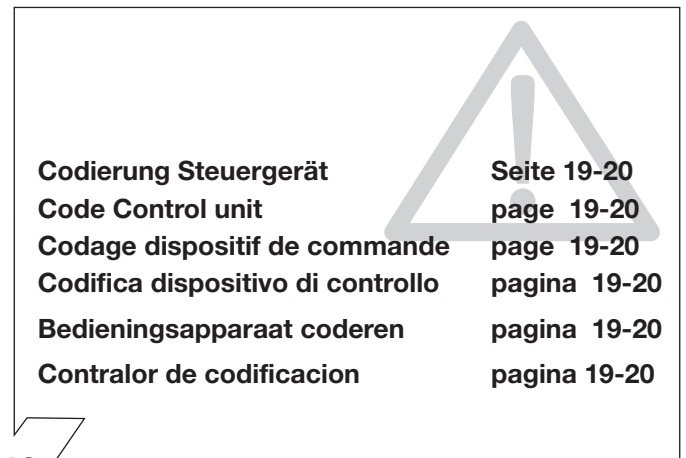 Codierung Steuergerät Seite 19-20
Code Control unit page 19-20
Codage dispositif de commande page 19-20
Codifica dispositivo di controllo pagina 19-20
Bedieningsapparaat coderen pagina 19-20
Contralor de codificacion pagina 19-20